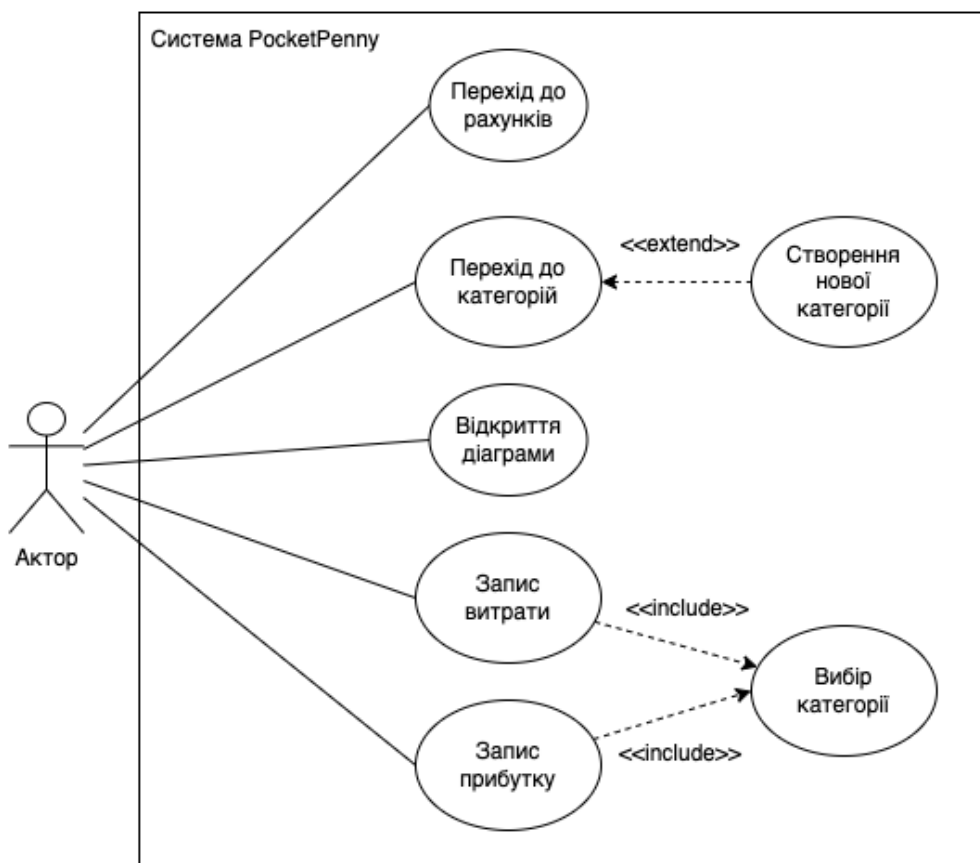 Система PocketPenny
Перехід до
рахунків
Перехід до
категорій
<<extend>>
Створення
нової
категорії
Відкриття
діаграми
Актор
Запис
витрати
<<include>>
Вибір
категорії
Запис
прибутку
<<include>>